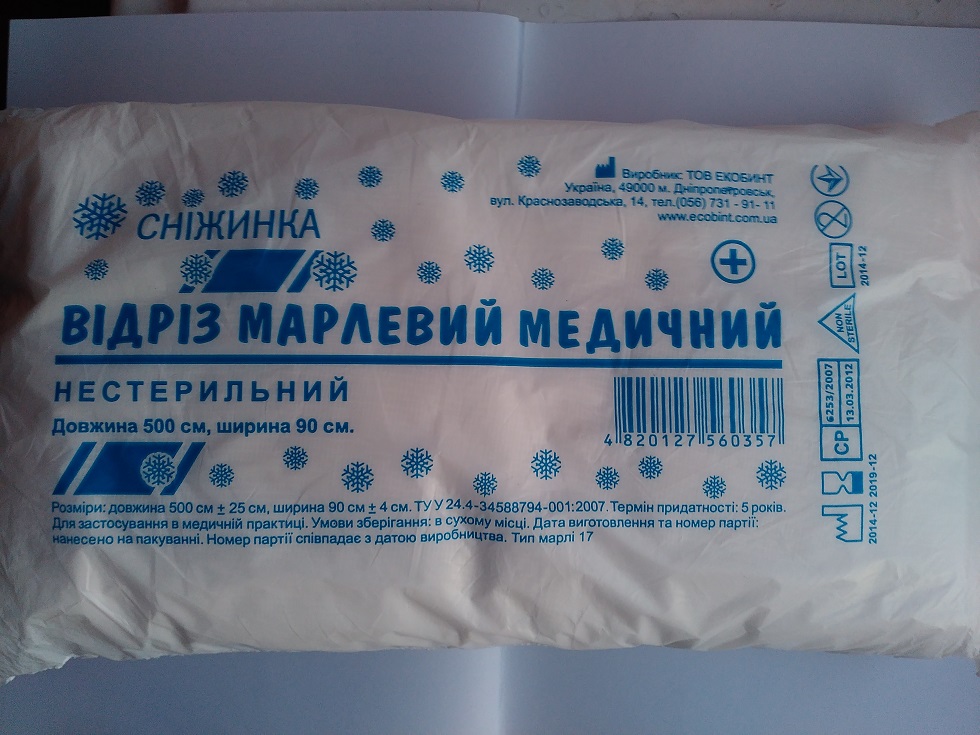 СНІЖИНКА
Виробник: ТОВ ЕКОБИНТ
Україна, 49000 м. Дніпропетровськ,
вул. Краснозаводська, 14, тел.(056) 731 - 91- 11
www.ecobint.com.ua
ВІДРІЗ МАРЛЕВИЙ МЕДИЧНИЙ
НЕСТЕРИЛЬНИЙ
Довжина 500 см, ширина 90 см.
4 820127 560357
Розміри: довжина 500 см ± 25 см, ширина 90 см ± 4 см. ТУ У 24.4-34588794-001:2007. Термін придатності: 5 років.
Для застосування в медичній практиці. Умови зберігання: в сухому місці. Дата виготовлення та номер партії:
нанесено на пакуванні. Номер партії співпадає з датою виробництва. Тип марлі 17
2
LOT
2014-12
NON
STERILE
CP
6253/2007
13.03.2012
2019-12
2014-12